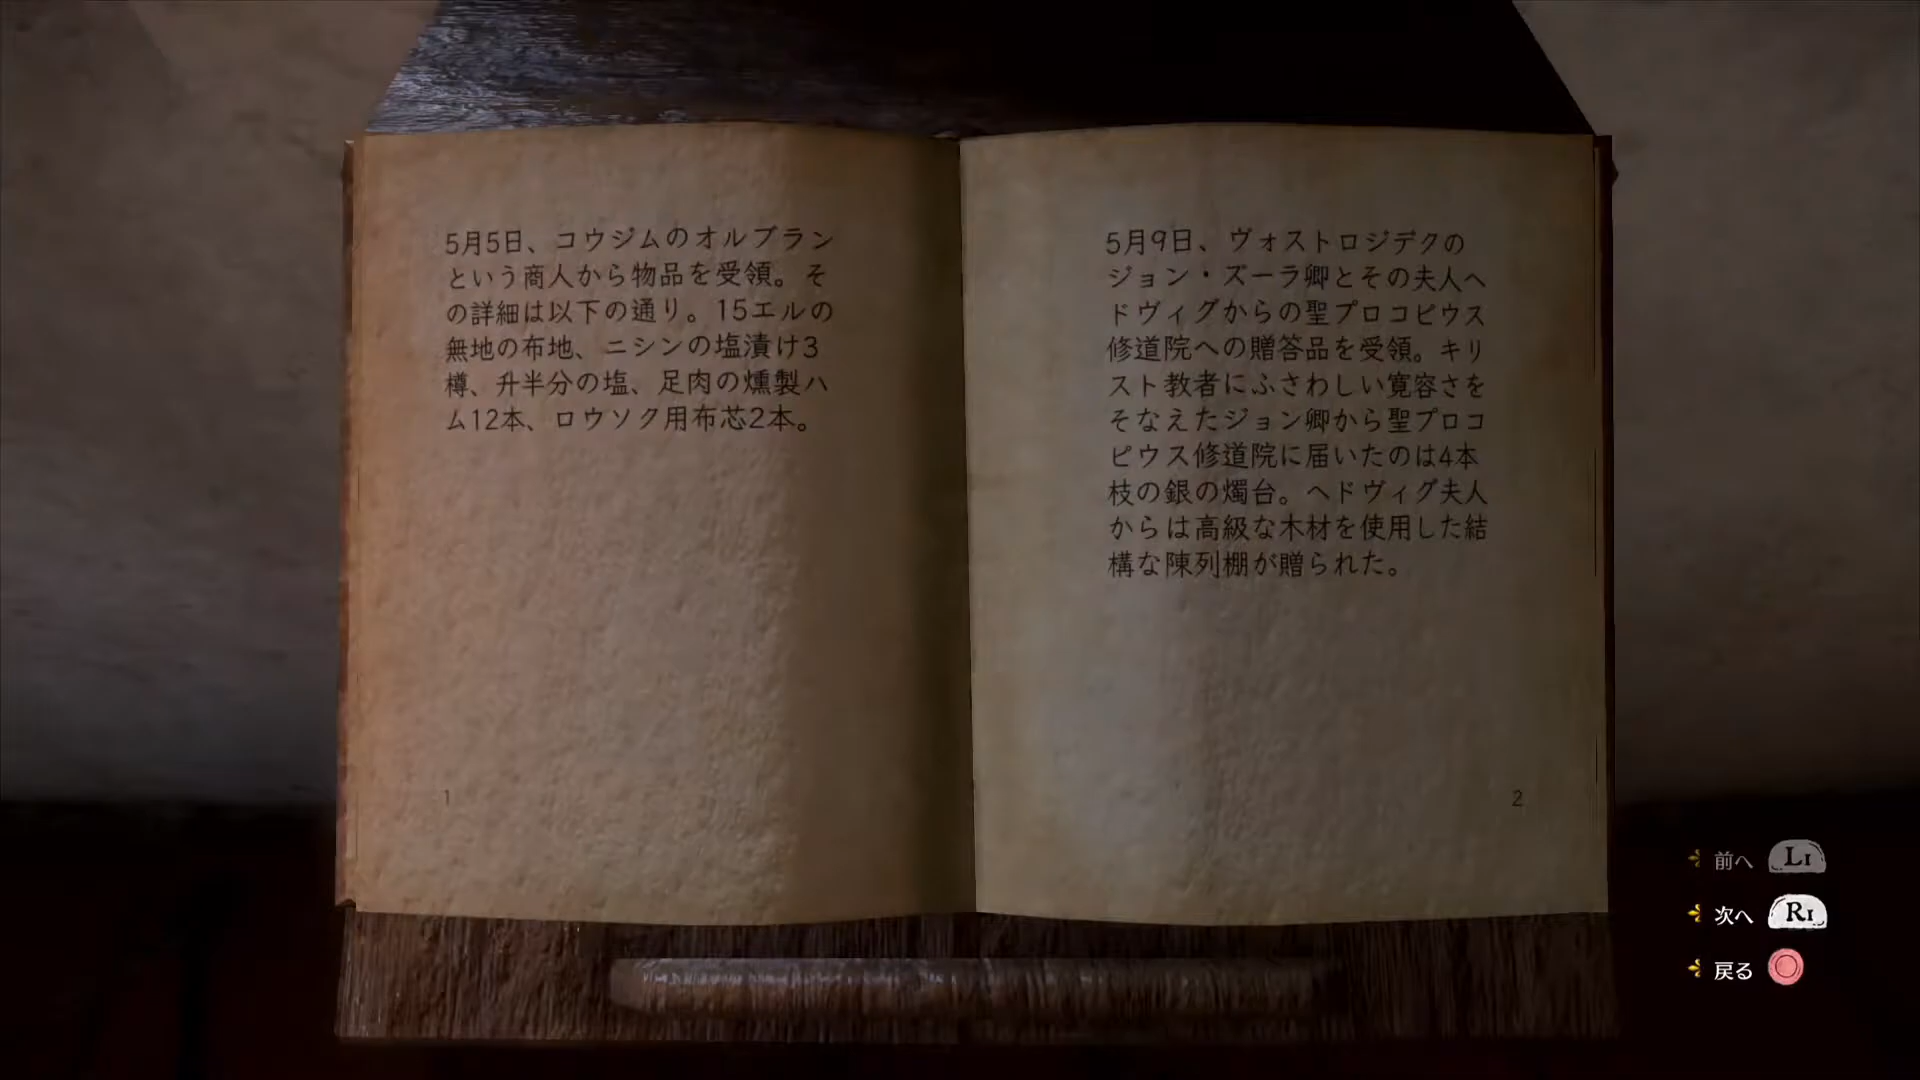 5月5日、コウジムのオルブラン
という商人から物品を受領。そ
の詳細は以下の通り。15エルの
無地の布地、ニシンの塩漬け3
樽、升半分の塩、足肉の燻製ハ
ム12本、ロウソク用布芯2本。
1
5月9日、ヴォストロジデクの
ジョン・ズーラ卿とその夫人ヘ
ドヴィグからの聖プロコピウス
修道院への贈答品を受領。キリ
スト教者にふさわしい寛容さを
そなえたジョン卿から聖プロコ
ピウス修道院に届いたのは4本
枝の銀の燭台。ヘドヴィグ夫人
からは高級な木材を使用した結
構な陳列棚が贈られた。
2
前へ L1
次へ R1
戻る